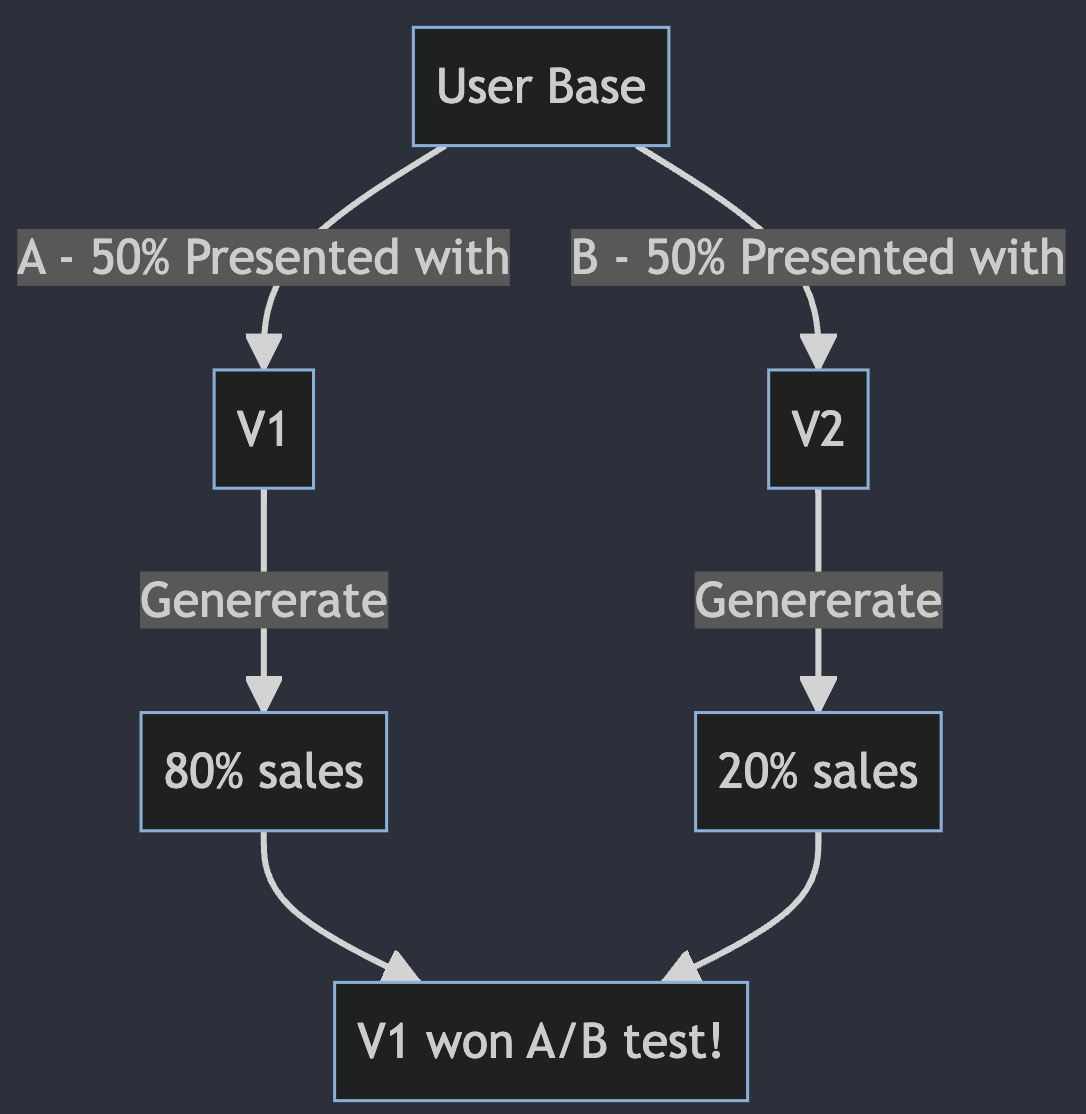 User Base
A - 50% Presented with
B - 50% Presented with
V1
V2
Genererate
Genererate
80% sales
20% sales
V1 won A/B test!